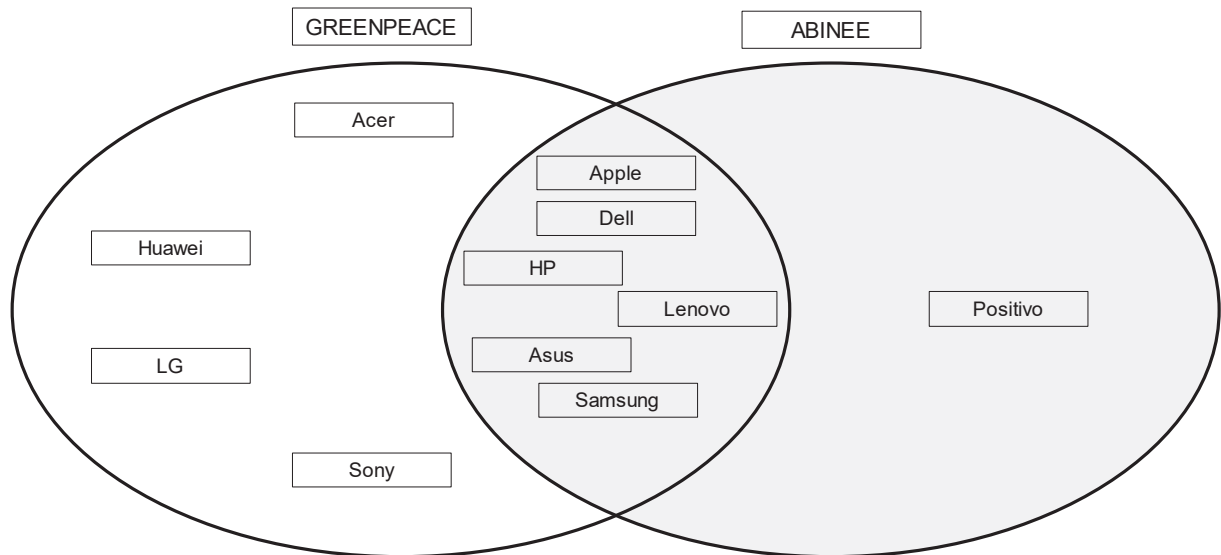 GREENPEACE
ABINEE
Acer
Apple
Dell
Huawei
HP
Lenovo
Positivo
Asus
LG
Samsung
Sony